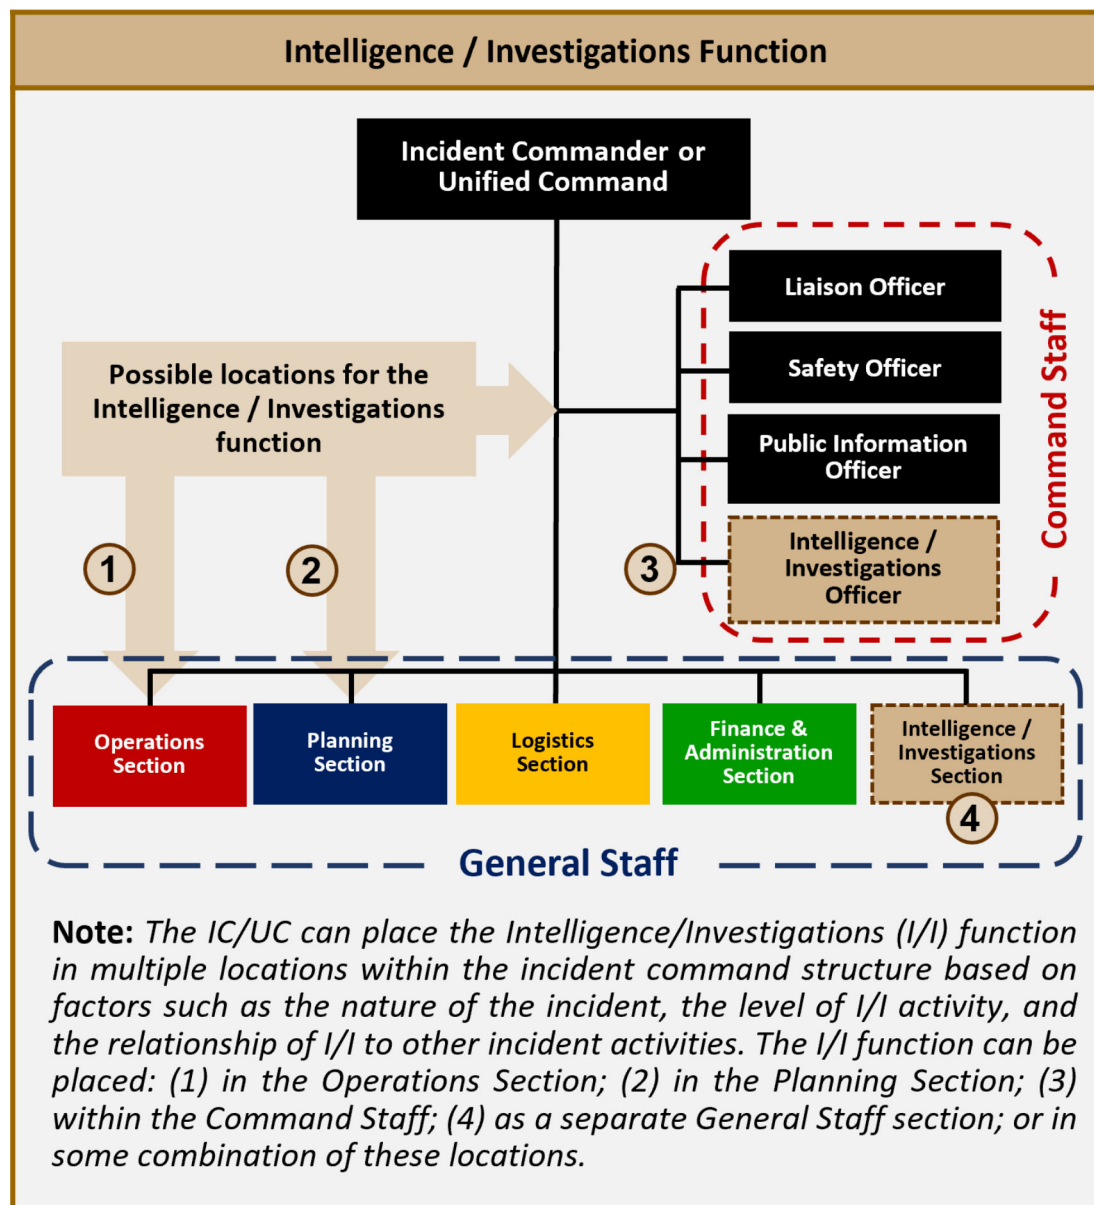 Intelligence / Investigations Function
Incident Commander or
Unified Command
Liaison Officer
Safety Officer
Public Information
Officer
Intelligence /
Investigations
Officer
Command Staff
Possible locations for the
Intelligence / Investigations
function
1
2
3
Operations
Section
Planning
Section
Logistics
Section
Finance &
Administration
Section
Intelligence /
Investigations
Section
4
General Staff
Note: The IC/UC can place the Intelligence/Investigations (I/I) function
in multiple locations within the incident command structure based on
factors such as the nature of the incident, the level of I/I activity, and
the relationship of I/I to other incident activities. The I/I function can be
placed: (1) in the Operations Section; (2) in the Planning Section; (3)
within the Command Staff; (4) as a separate General Staff section; or in
some combination of these locations.